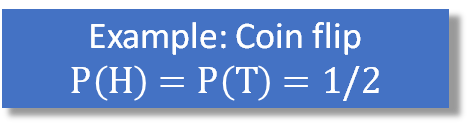 Example: Coin flip
P(H) = P(T) = 1/2